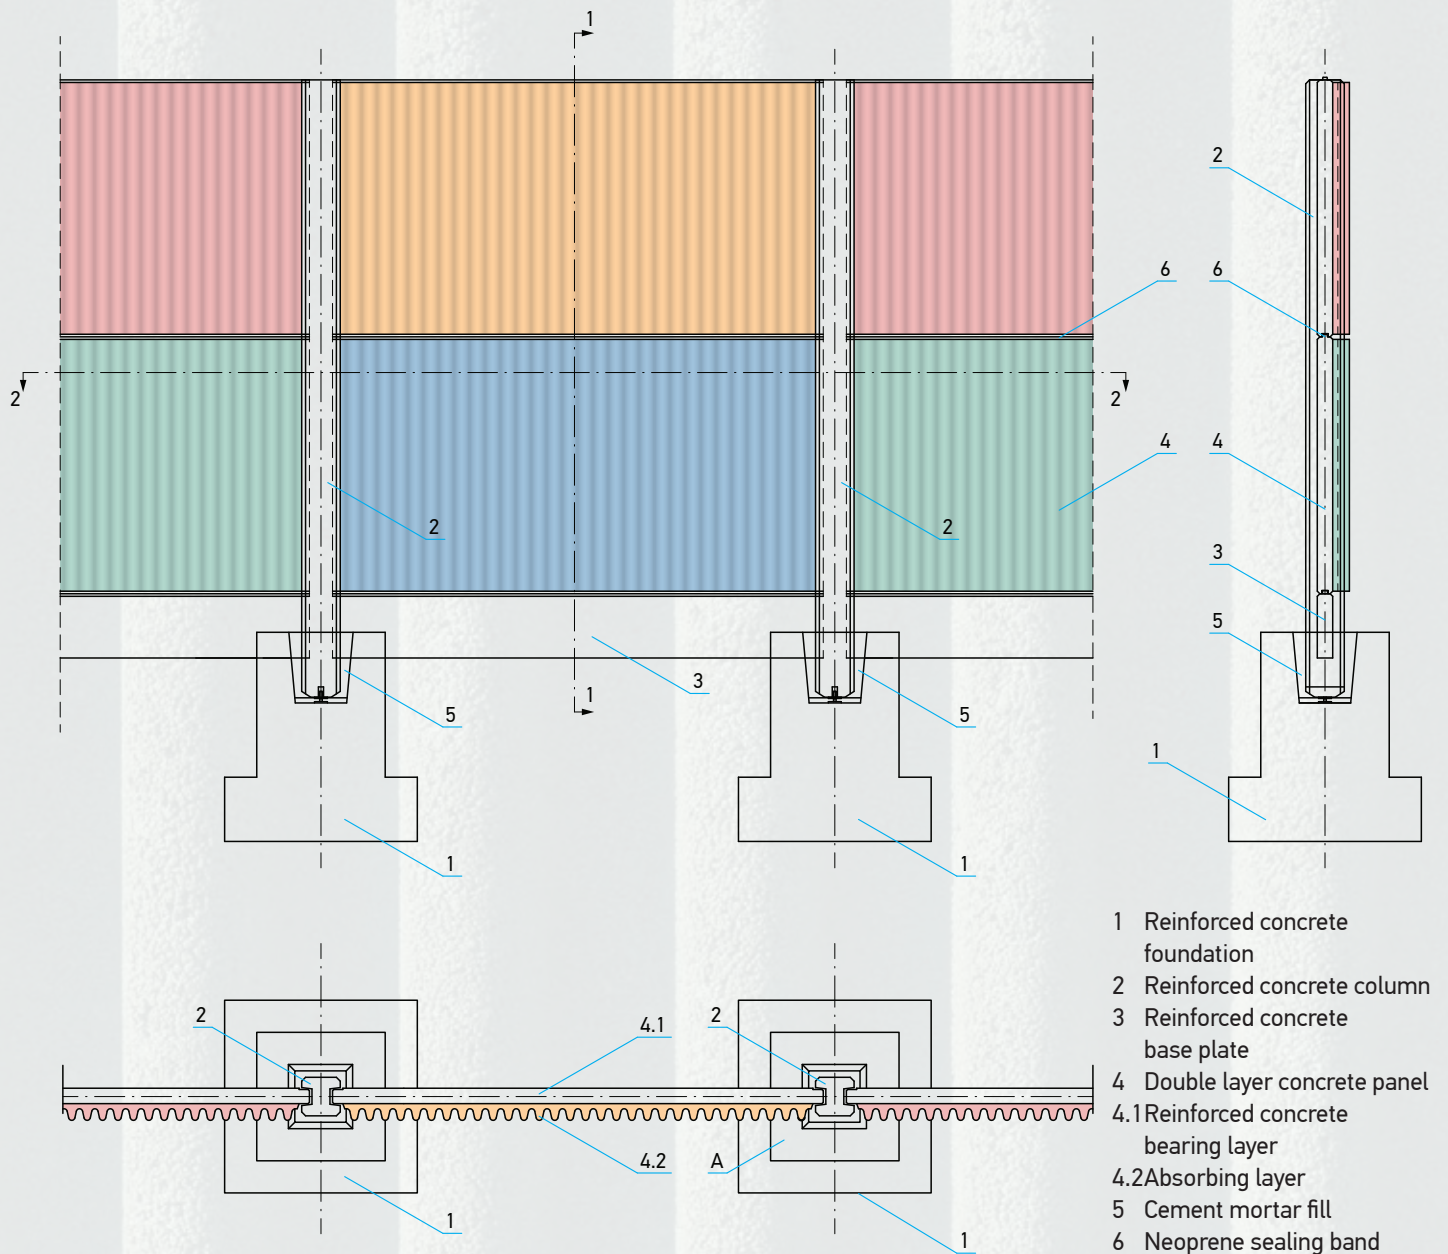 1
2
6
6
2
2
4
4
2
2
3
5
3
1
5
5
1
1
1
2
4.1
2
4.2
A
1
1
1 Reinforced concrete
foundation
2 Reinforced concrete column
3 Reinforced concrete
base plate
4 Double layer concrete panel
4.1 Reinforced concrete
bearing layer
4.2 Absorbing layer
5 Cement mortar fill
6 Neoprene sealing band